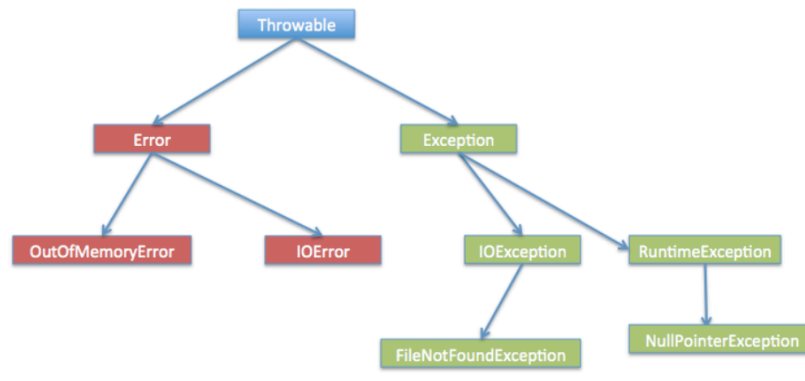 Throwable
Error
Exception
OutOfMemoryError
IOError
IOException
RuntimeException
FileNotFoundException
NullPointerException